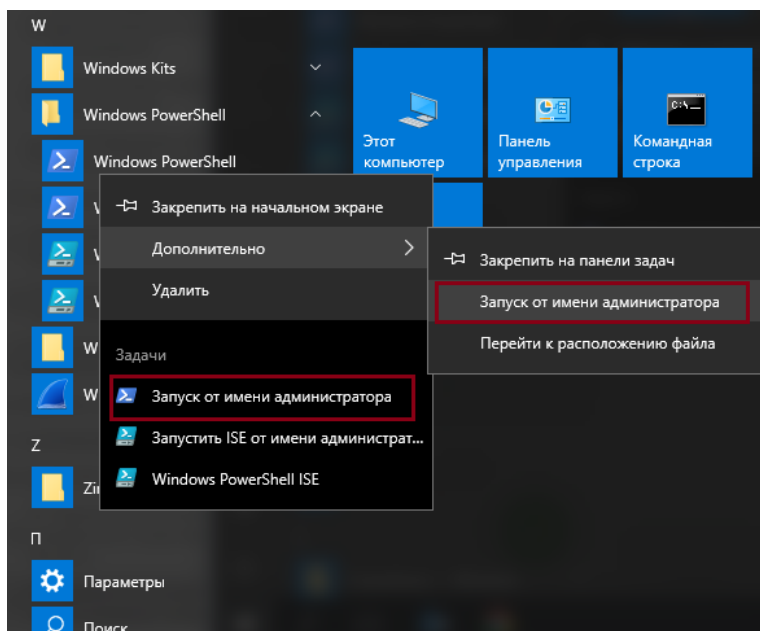 W
Windows Kits
Windows PowerShell
Windows PowerShell
Этот
компьютер
Панель
управления
Командная
строка
C:\
Закрепить на начальном экране
Дополнительно
Удалить
Закрепить на панели задач
Запуск от имени администратора
Перейти к расположению файла
Задачи
Запуск от имени администратора
Запустить ISE от имени администрат...
Windows PowerShell ISE
W
W
Z
П
Параметры
Поиск